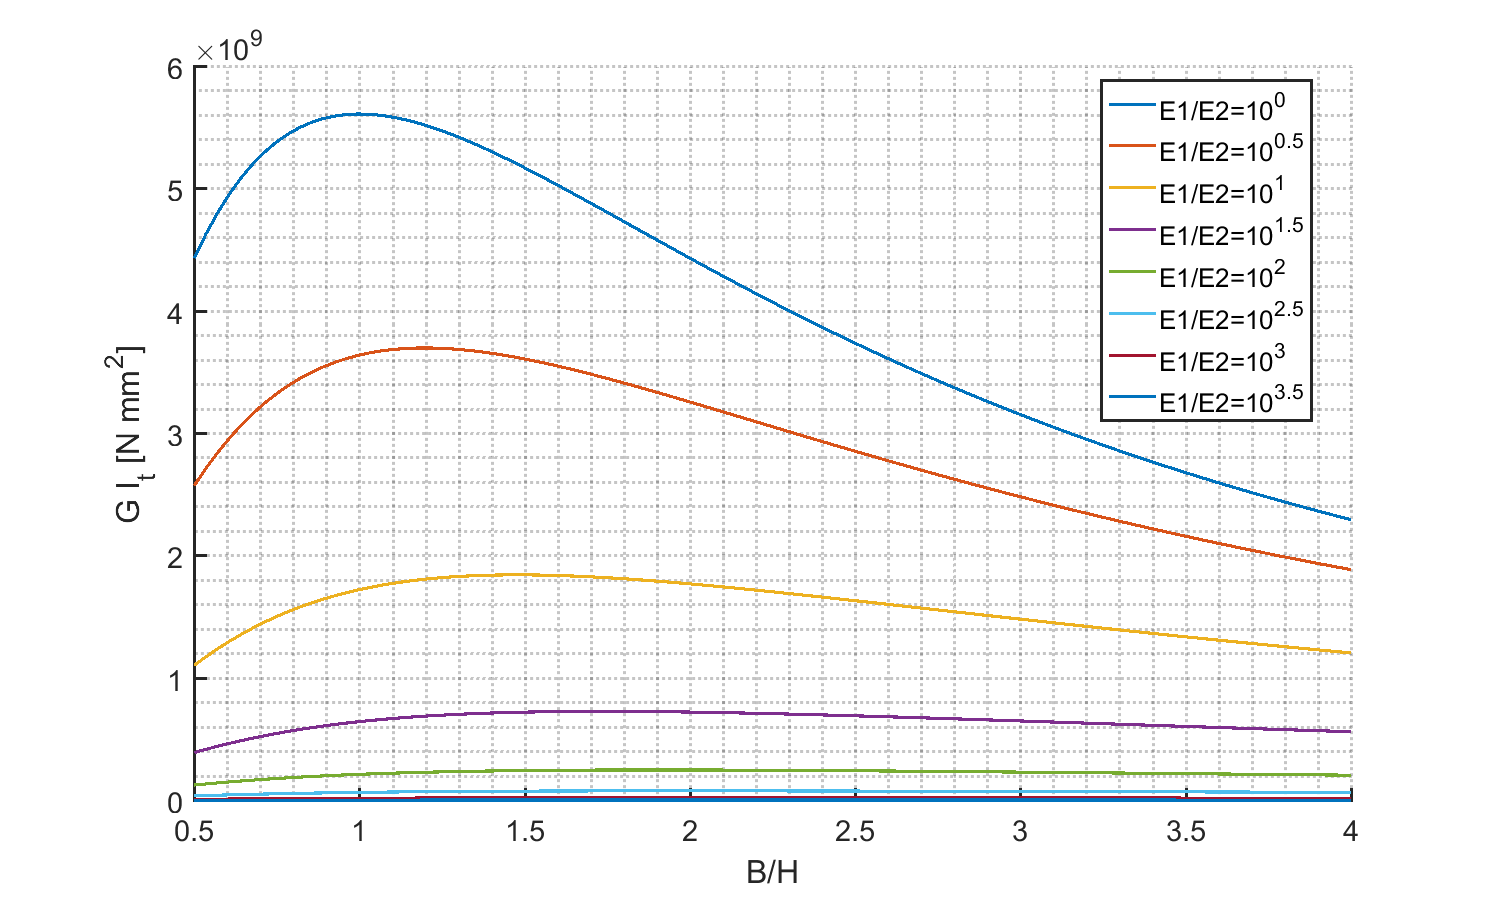 ×10^9
6
5
4
3
2
1
0
G I_t [N mm^2]
0.5 1 1.5 2 2.5 3 3.5 4
B/H
E1/E2=10^0
E1/E2=10^0.5
E1/E2=10^1
E1/E2=10^1.5
E1/E2=10^2
E1/E2=10^2.5
E1/E2=10^3
E1/E2=10^3.5